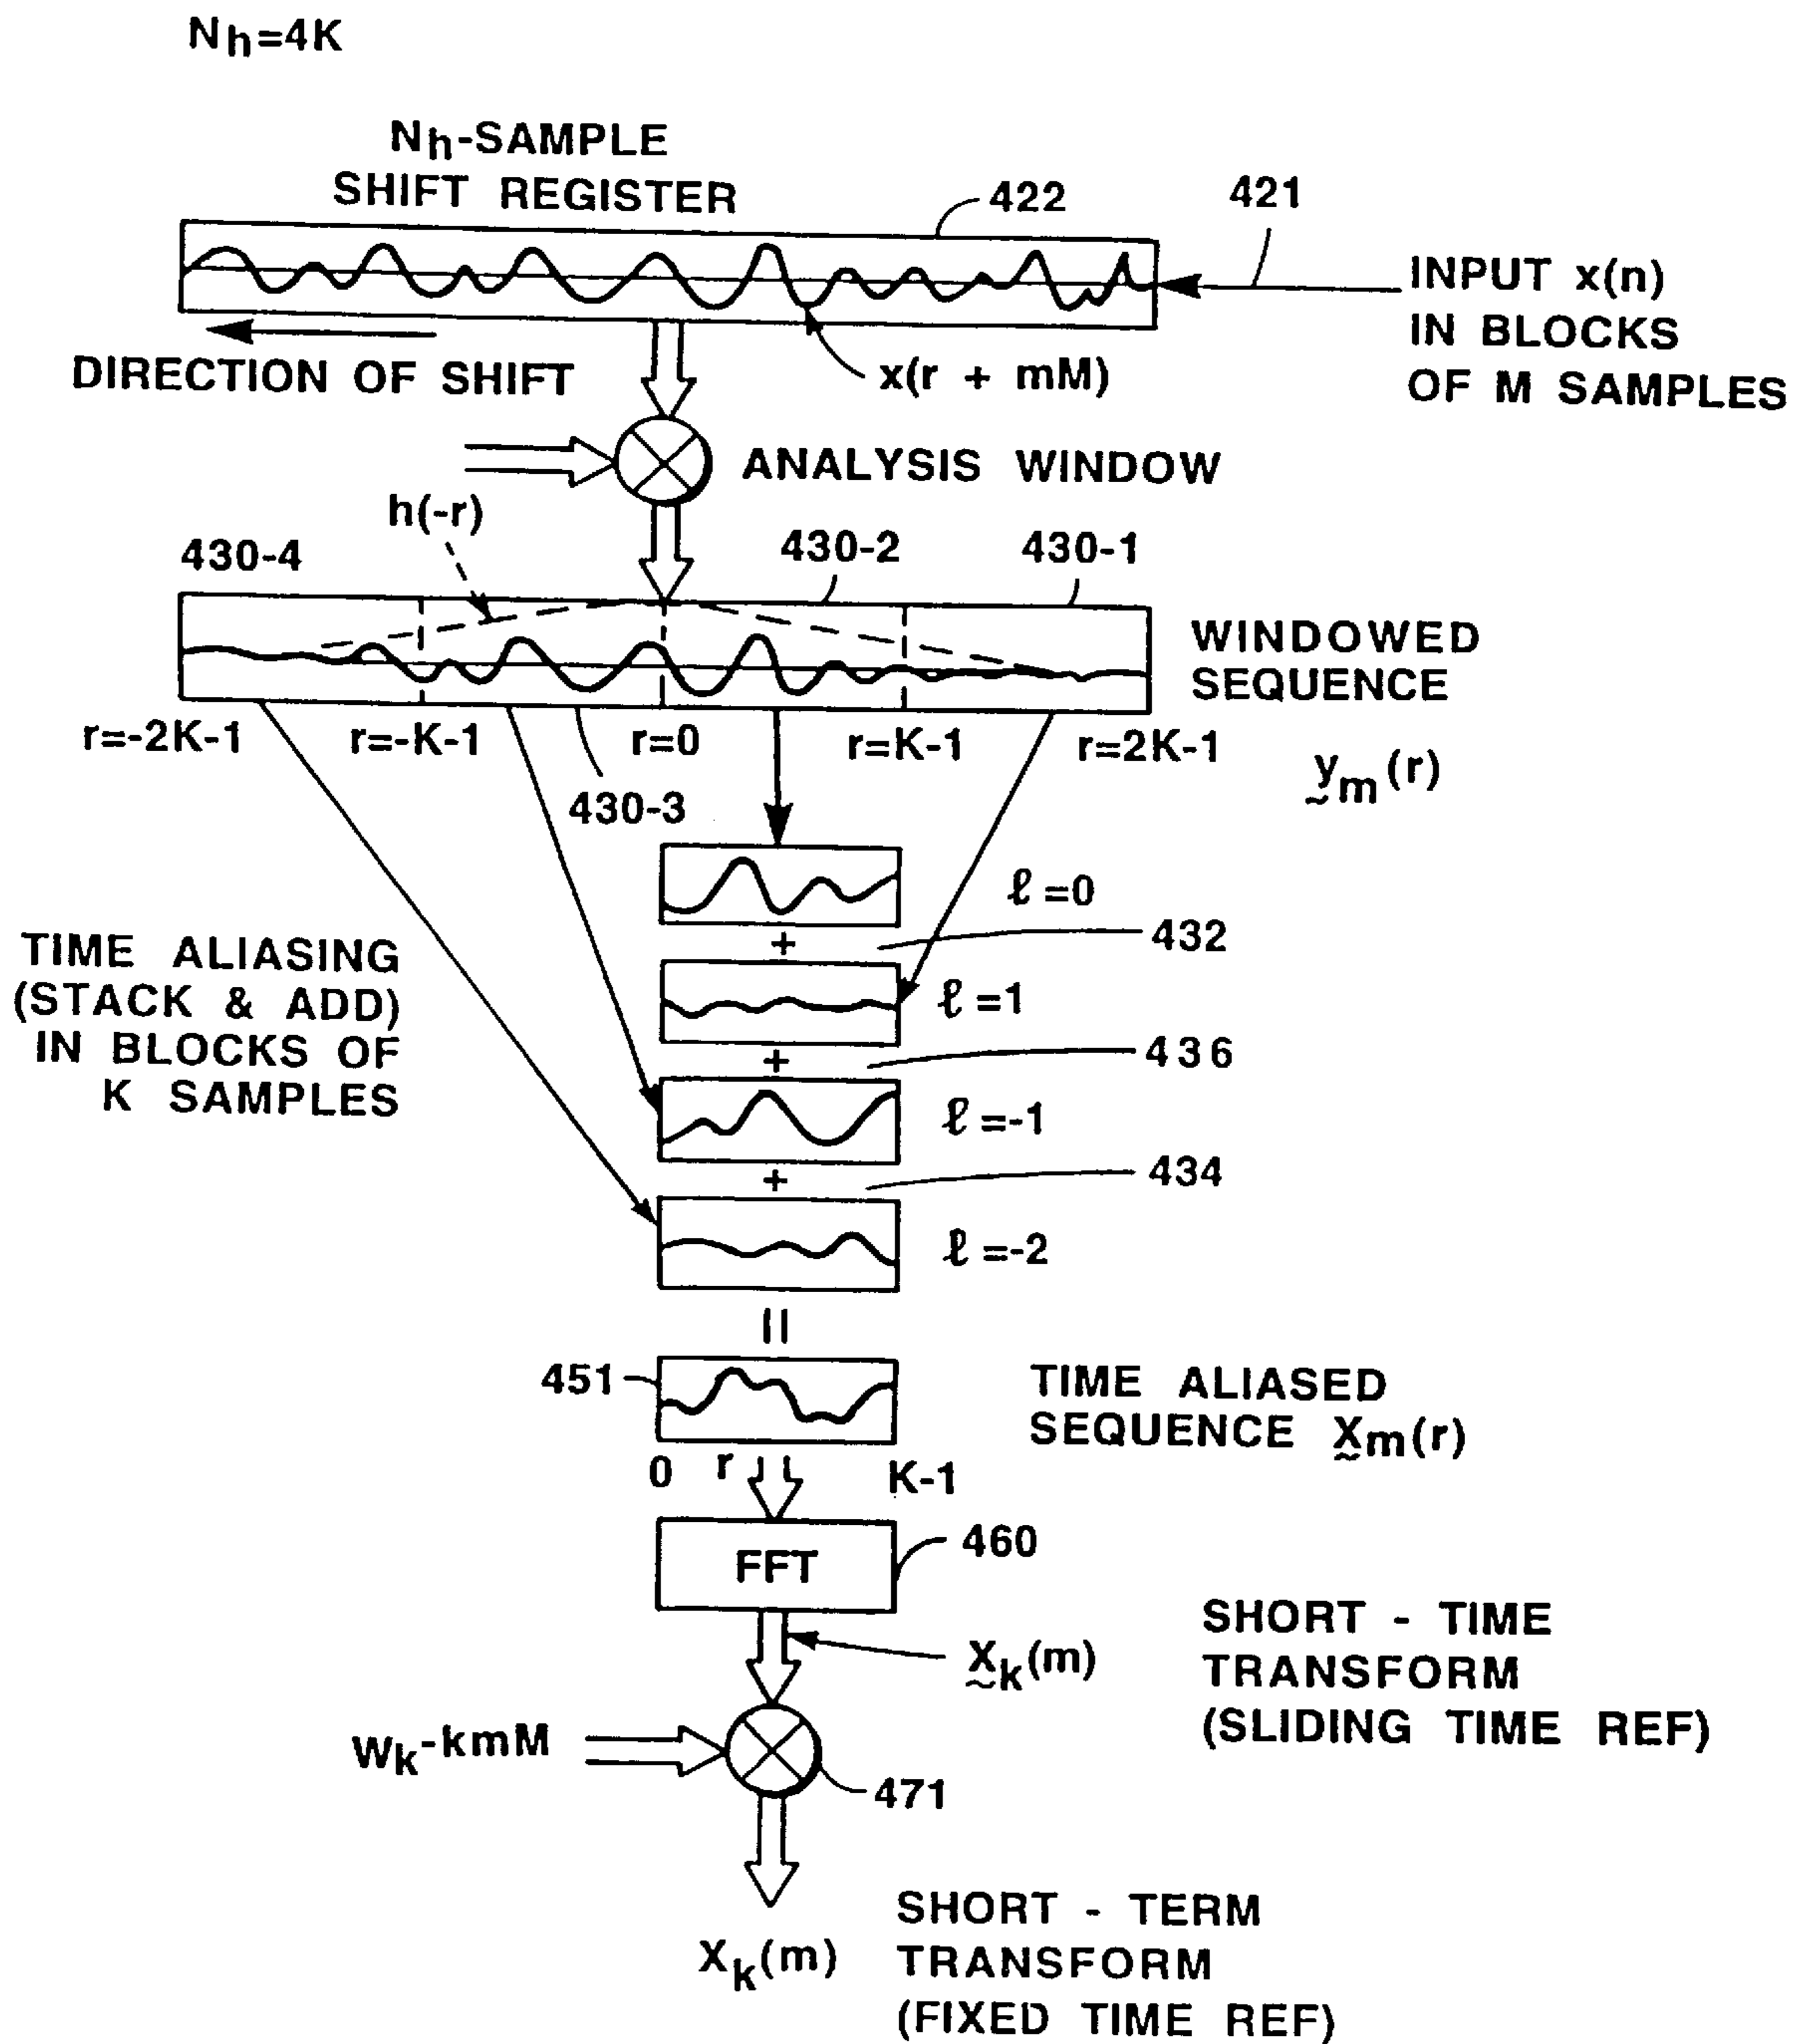 Nh=4K
Nh-SAMPLE
SHIFT REGISTER
422
421
INPUT x(n)
IN BLOCKS
OF M SAMPLES
DIRECTION OF SHIFT
x(r + mM)
ANALYSIS WINDOW
h(-r)
430-4
430-2
430-1
WINDOWED
SEQUENCE
r=-2K-1
r=-K-1
r=0
r=K-1
r=2K-1
ym(r)
430-3
ℓ=0
+
432
TIME ALIASING
(STACK & ADD)
IN BLOCKS OF
K SAMPLES
ℓ=1
+
436
ℓ=-1
+
434
ℓ=-2
=
451
TIME ALIASED
SEQUENCE Xm(r)
0
r
K-1
FFT
460
SHORT - TIME
TRANSFORM
(SLIDING TIME REF)
Xk(m)
Wk-kmM
471
Xk(m)
SHORT - TERM
TRANSFORM
(FIXED TIME REF)